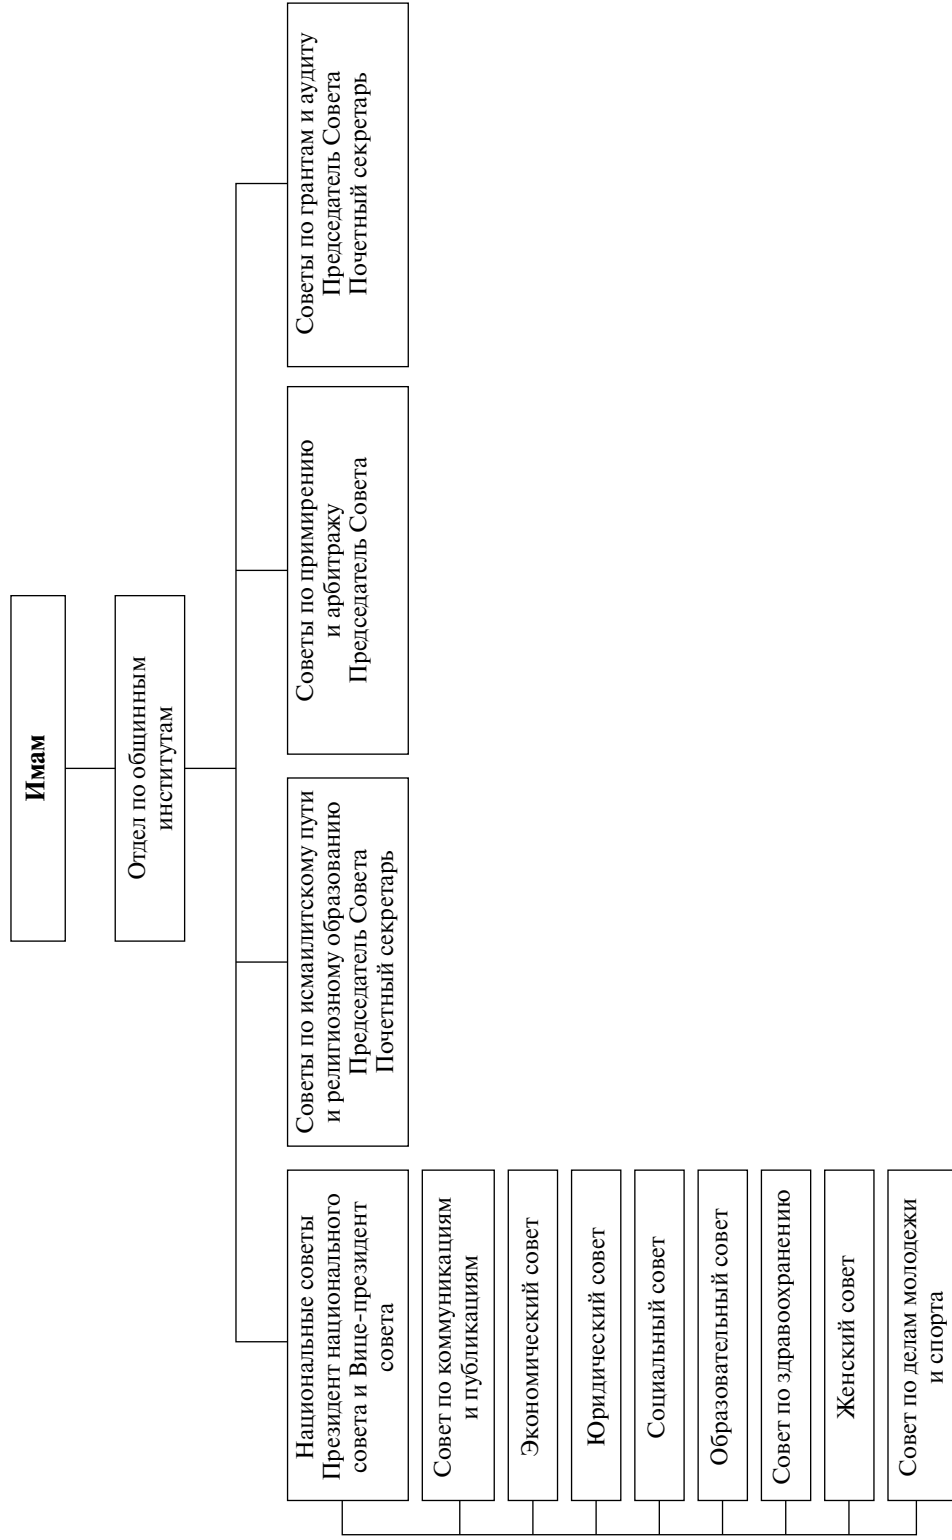 Имам
Отдел по общинным
институтам
Национальные советы
Президент национального
совета и Вице-президент
совета
Советы по исмаилитскому пути
и религиозному образованию
Председатель Совета
Почетный секретарь
Советы по примирению
и арбитражу
Председатель Совета
Советы по грантам и аудиту
Председатель Совета
Почетный секретарь
Совет по коммуникациям
и публикациям
Экономический совет
Юридический совет
Социальный совет
Образовательный совет
Совет по здравоохранению
Женский совет
Совет по делам молодежи
и спорта